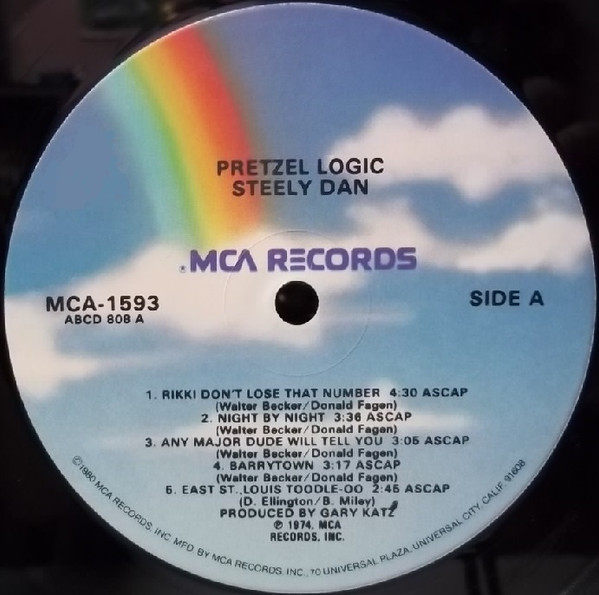 PRETZEL LOGIC
STEELY DAN
®MCA RECORDS
MCA-1593
ABCD 808 A
SIDE A
1. RIKKI DON'T LOSE THAT NUMBER 4:30 ASCAP
(Walter Becker/Donald Fagen)
2. NIGHT BY NIGHT 3:36 ASCAP
(Walter Becker/Donald Fagen)
3. ANY MAJOR DUDE WILL TELL YOU 3:05 ASCAP
(Walter Becker/Donald Fagen)
4. BARRYTOWN 3:17 ASCAP
(Walter Becker/Donald Fagen)
5. EAST ST. LOUIS TOODLE-OO 2:45 ASCAP
(D. Ellington/B. Miley)
PRODUCED BY GARY KATZ
℗ 1974, MCA
RECORDS, INC.
©1980 MCA RECORDS, INC. MFD. BY MCA RECORDS, INC., 70 UNIVERSAL PLAZA, UNIVERSAL CITY, CALIF. 91608